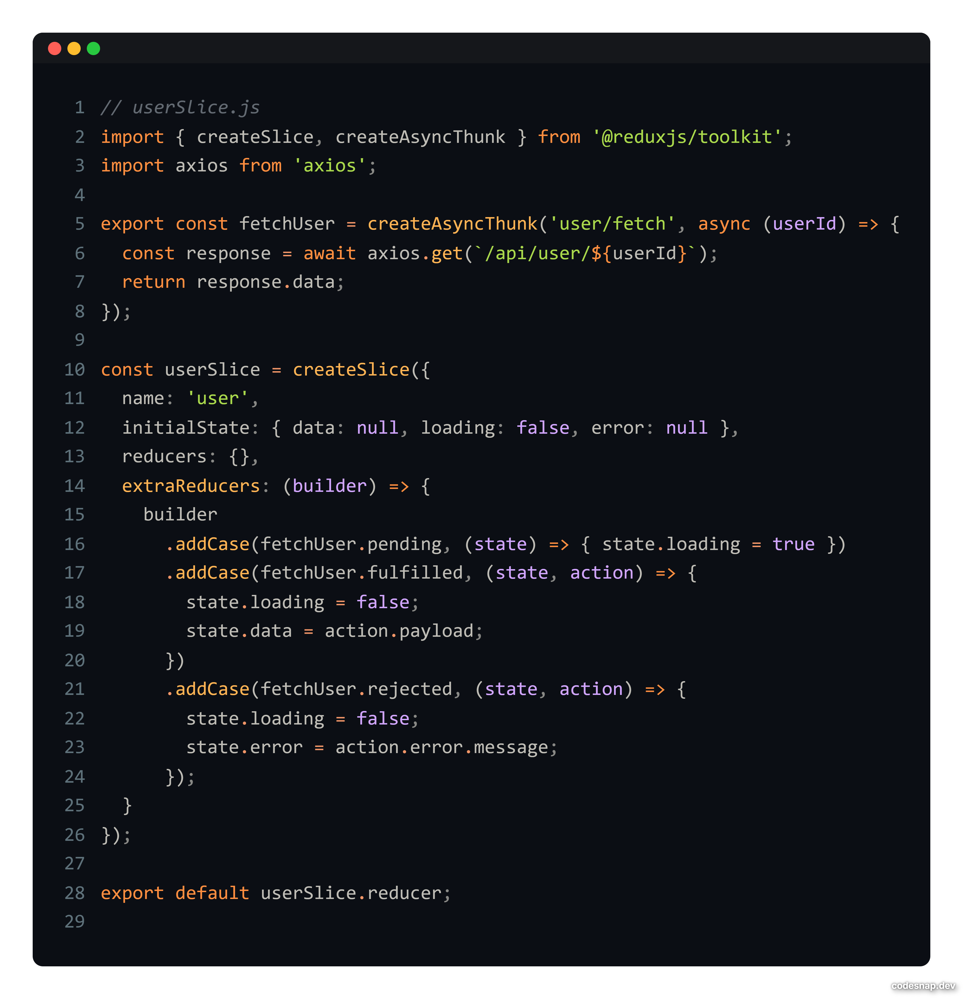 1 // userSlice.js
2 import { createSlice, createAsyncThunk } from '@reduxjs/toolkit';
3 import axios from 'axios';
4
5 export const fetchUser = createAsyncThunk('user/fetch', async (userId) => {
6   const response = await axios.get(`/api/user/${userId}`);
7   return response.data;
8 });
9
10 const userSlice = createSlice({
11   name: 'user',
12   initialState: { data: null, loading: false, error: null },
13   reducers: {},
14   extraReducers: (builder) => {
15     builder
16       .addCase(fetchUser.pending, (state) => { state.loading = true })
17       .addCase(fetchUser.fulfilled, (state, action) => {
18         state.loading = false;
19         state.data = action.payload;
20       })
21       .addCase(fetchUser.rejected, (state, action) => {
22         state.loading = false;
23         state.error = action.error.message;
24       });
25   }
26 });
27
28 export default userSlice.reducer;
29
codesnap.dev